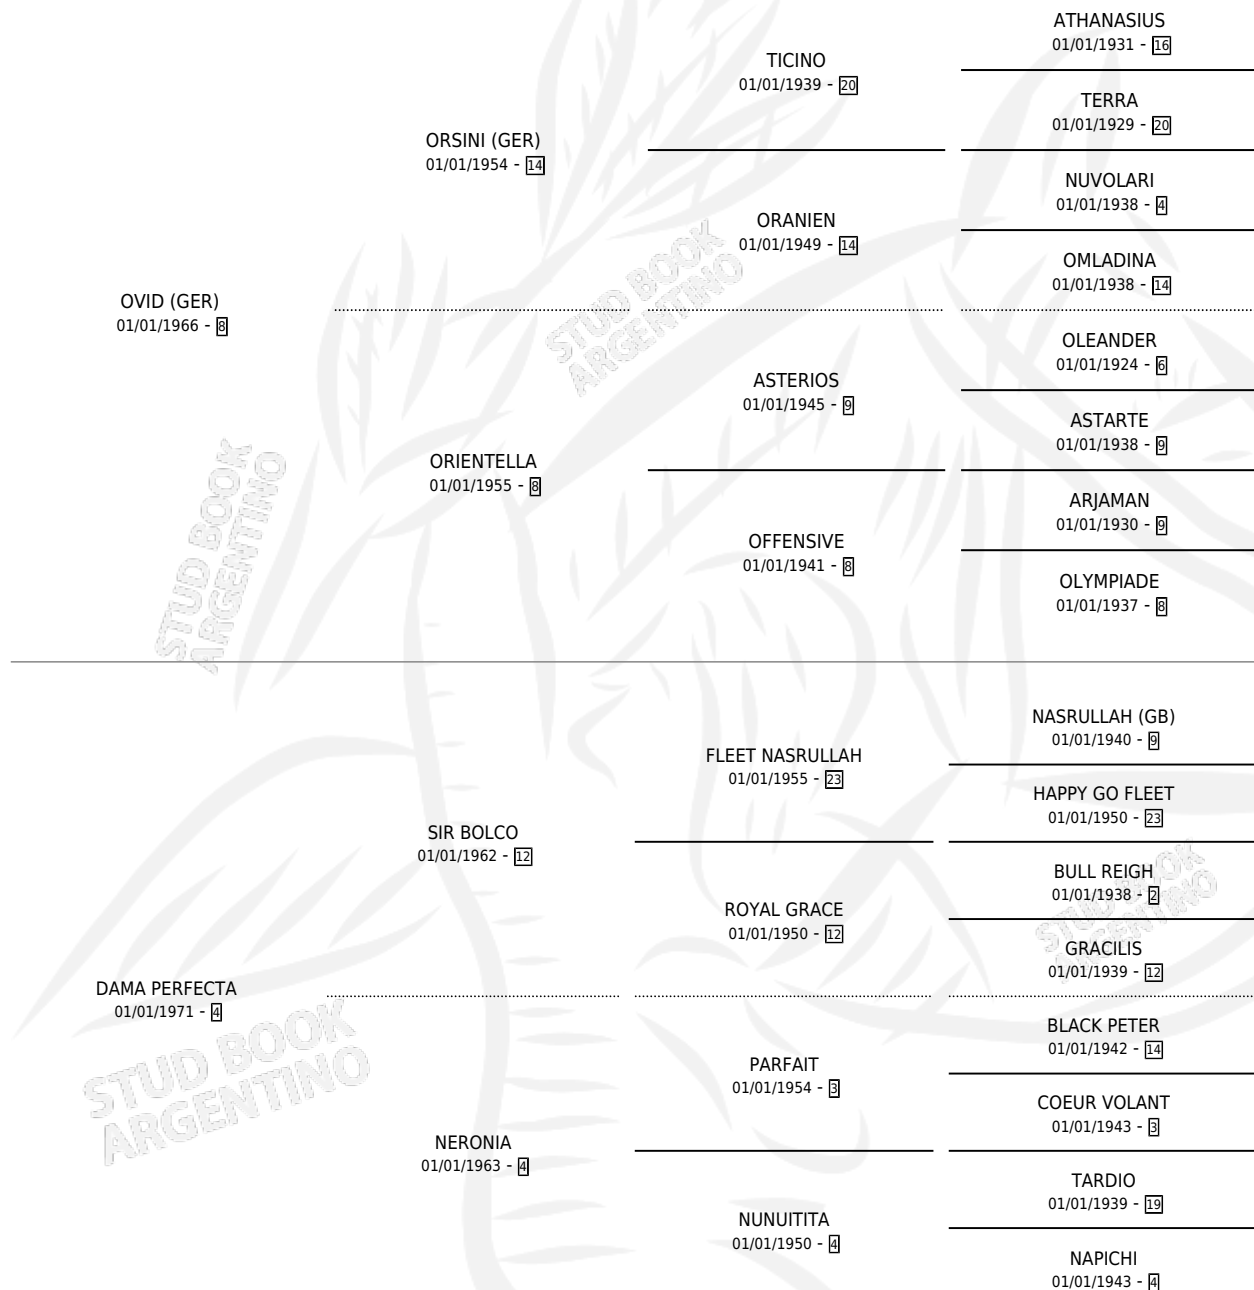 ATHANASIUS
01/01/1931 - 16
TICINO
01/01/1939 - 20
TERRA
01/01/1929 - 20
ORSINI (GER)
01/01/1954 - 14
NUVOLARI
01/01/1938 - 4
ORANIEN
01/01/1949 - 14
OMLADINA
01/01/1938 - 14
OVID (GER)
01/01/1966 - 8
STUD BOOK
ARGENTINO
OLEANDER
01/01/1924 - 6
ASTERIOS
01/01/1945 - 9
ASTARTE
01/01/1938 - 9
ORIENTELLA
01/01/1955 - 8
ARJAMAN
01/01/1930 - 9
OFFENSIVE
01/01/1941 - 8
OLYMPIADE
01/01/1937 - 8
STUD BOOK
ARGENTINO
NASRULLAH (GB)
01/01/1940 - 9
FLEET NASRULLAH
01/01/1955 - 23
HAPPY GO FLEET
01/01/1950 - 23
SIR BOLCO
01/01/1962 - 12
BULL REIGH
01/01/1938 - 2
STUD BOOK
ARGENTINO
ROYAL GRACE
01/01/1950 - 12
GRACILIS
01/01/1939 - 12
DAMA PERFECTA
01/01/1971 - 4
STUD BOOK
ARGENTINO
BLACK PETER
01/01/1942 - 14
PARFAIT
01/01/1954 - 3
COEUR VOLANT
01/01/1943 - 3
NERONIA
01/01/1963 - 4
TARDIO
01/01/1939 - 19
NUNUITITA
01/01/1950 - 4
NAPICHI
01/01/1943 - 4